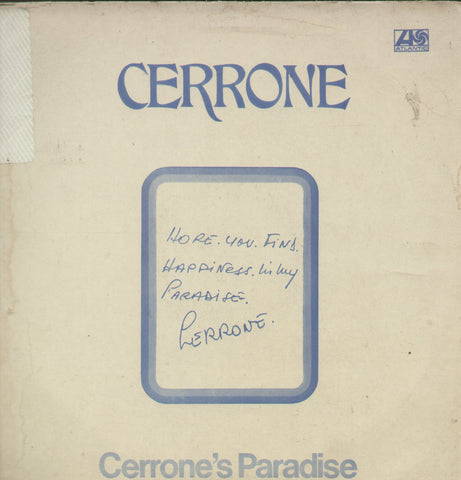 ATLANTIC
CERRONE
HOPE. YOU. FIND.
HAPPINESS. in my
PARADISE.
CERRONE.
Cerrone's Paradise